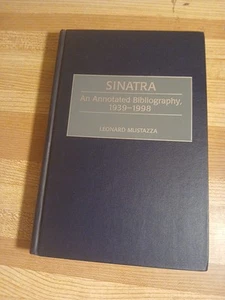 SINATRA
An Annotated Bibliography,
1939–1998
LEONARD MUSTAZZA